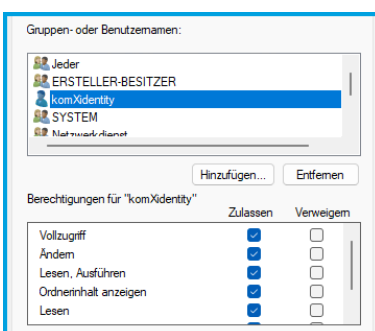 Gruppen- oder Benutzernamen:
Jeder
ERSTELLER-BESITZER
komXidentity
SYSTEM
Netzwerkdienst
Hinzufügen... Entfernen
Berechtigungen für "komXidentity"
Zulassen Verweigern
Vollzugriff
Ändern
Lesen, Ausführen
Ordnerinhalt anzeigen
Lesen